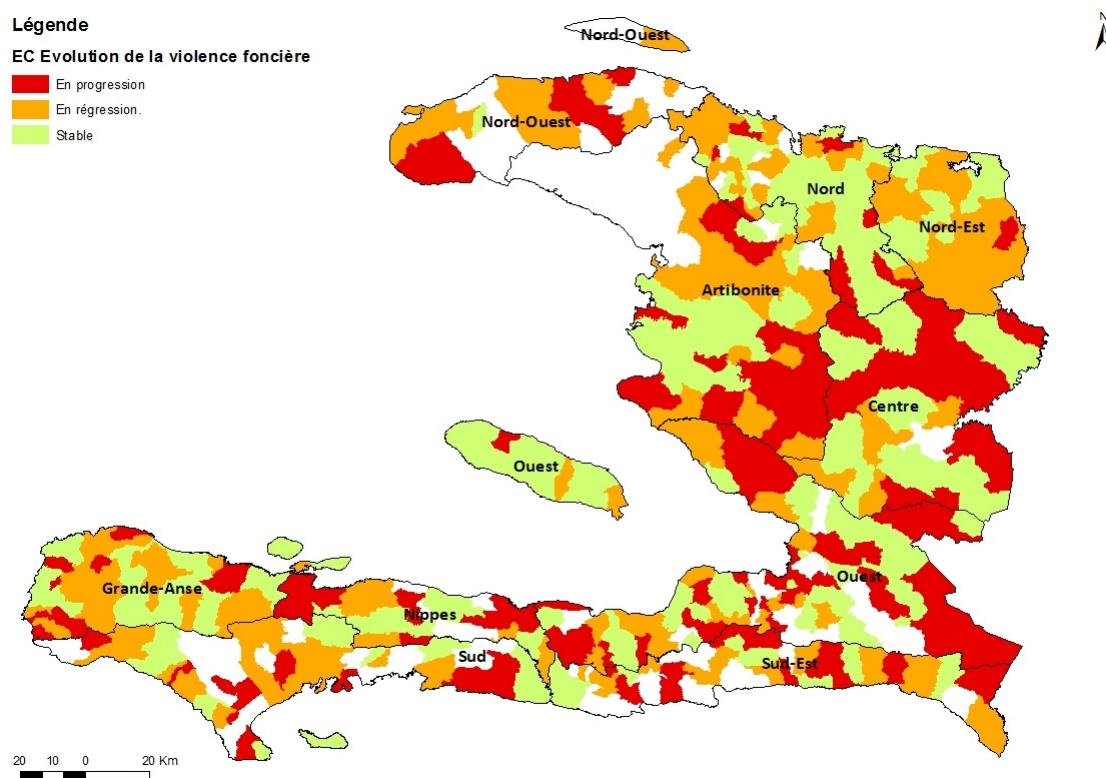 Légende
EC Evolution de la violence foncière
En progression
En régression.
Stable
N
Nord-Ouest
Nord-Ouest
Nord
Nord-Est
Artibonite
Centre
Ouest
Ouest
Grande-Anse
Nippes
Sud
Sud-Est
20 10 0 20 Km